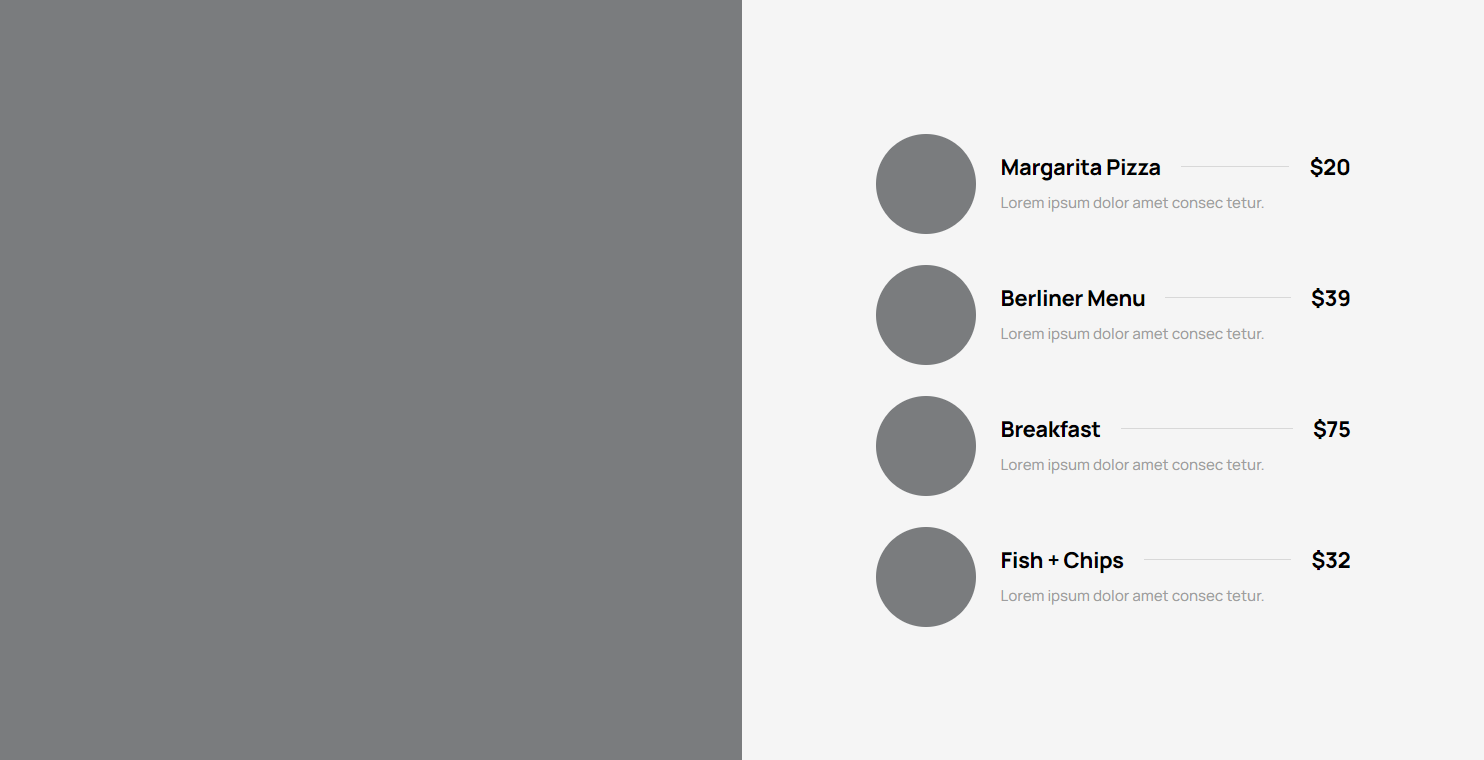 Margarita Pizza $20
Lorem ipsum dolor amet consec tetur.
Berliner Menu $39
Lorem ipsum dolor amet consec tetur.
Breakfast $75
Lorem ipsum dolor amet consec tetur.
Fish + Chips $32
Lorem ipsum dolor amet consec tetur.